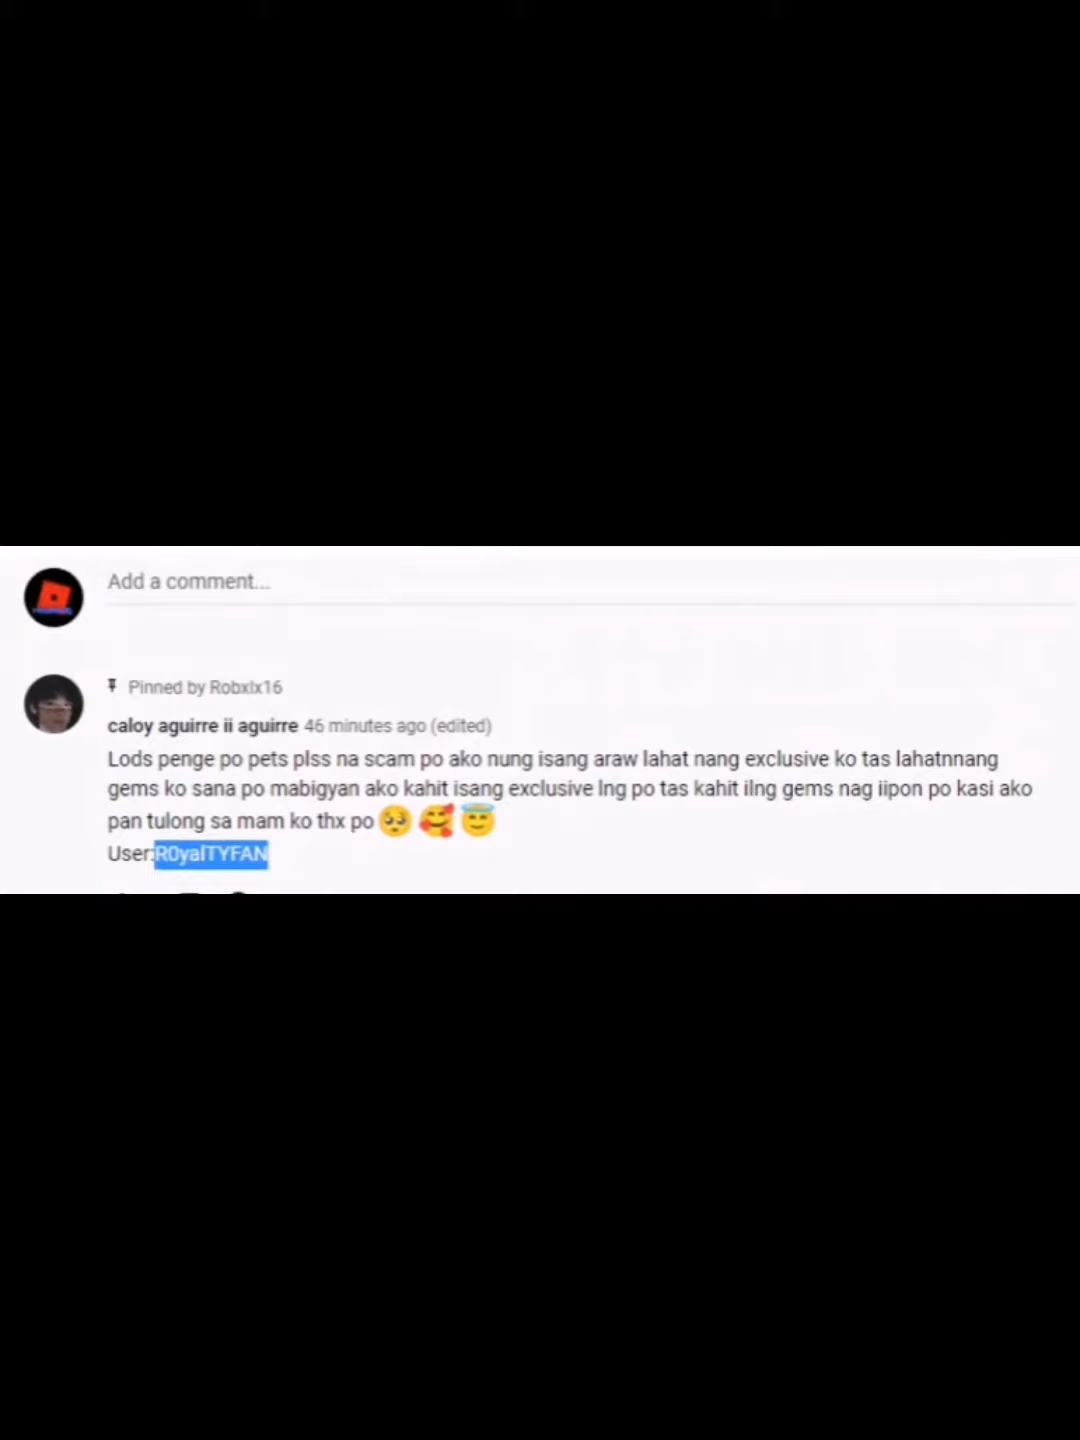 Add a comment...
Pinned by Robxlx16
caloy aguirre ii aguirre 46 minutes ago (edited)
Lods penge po pets plss na scam po ako nung isang araw lahat nang exclusive ko tas lahatnnang
gems ko sana po mabigyan ako kahit isang exclusive lng po tas kahit ilng gems nag iipon po kasi ako
pan tulong sa mam ko thx po 🥺 🥰 😇
User:R0yalTYFAN